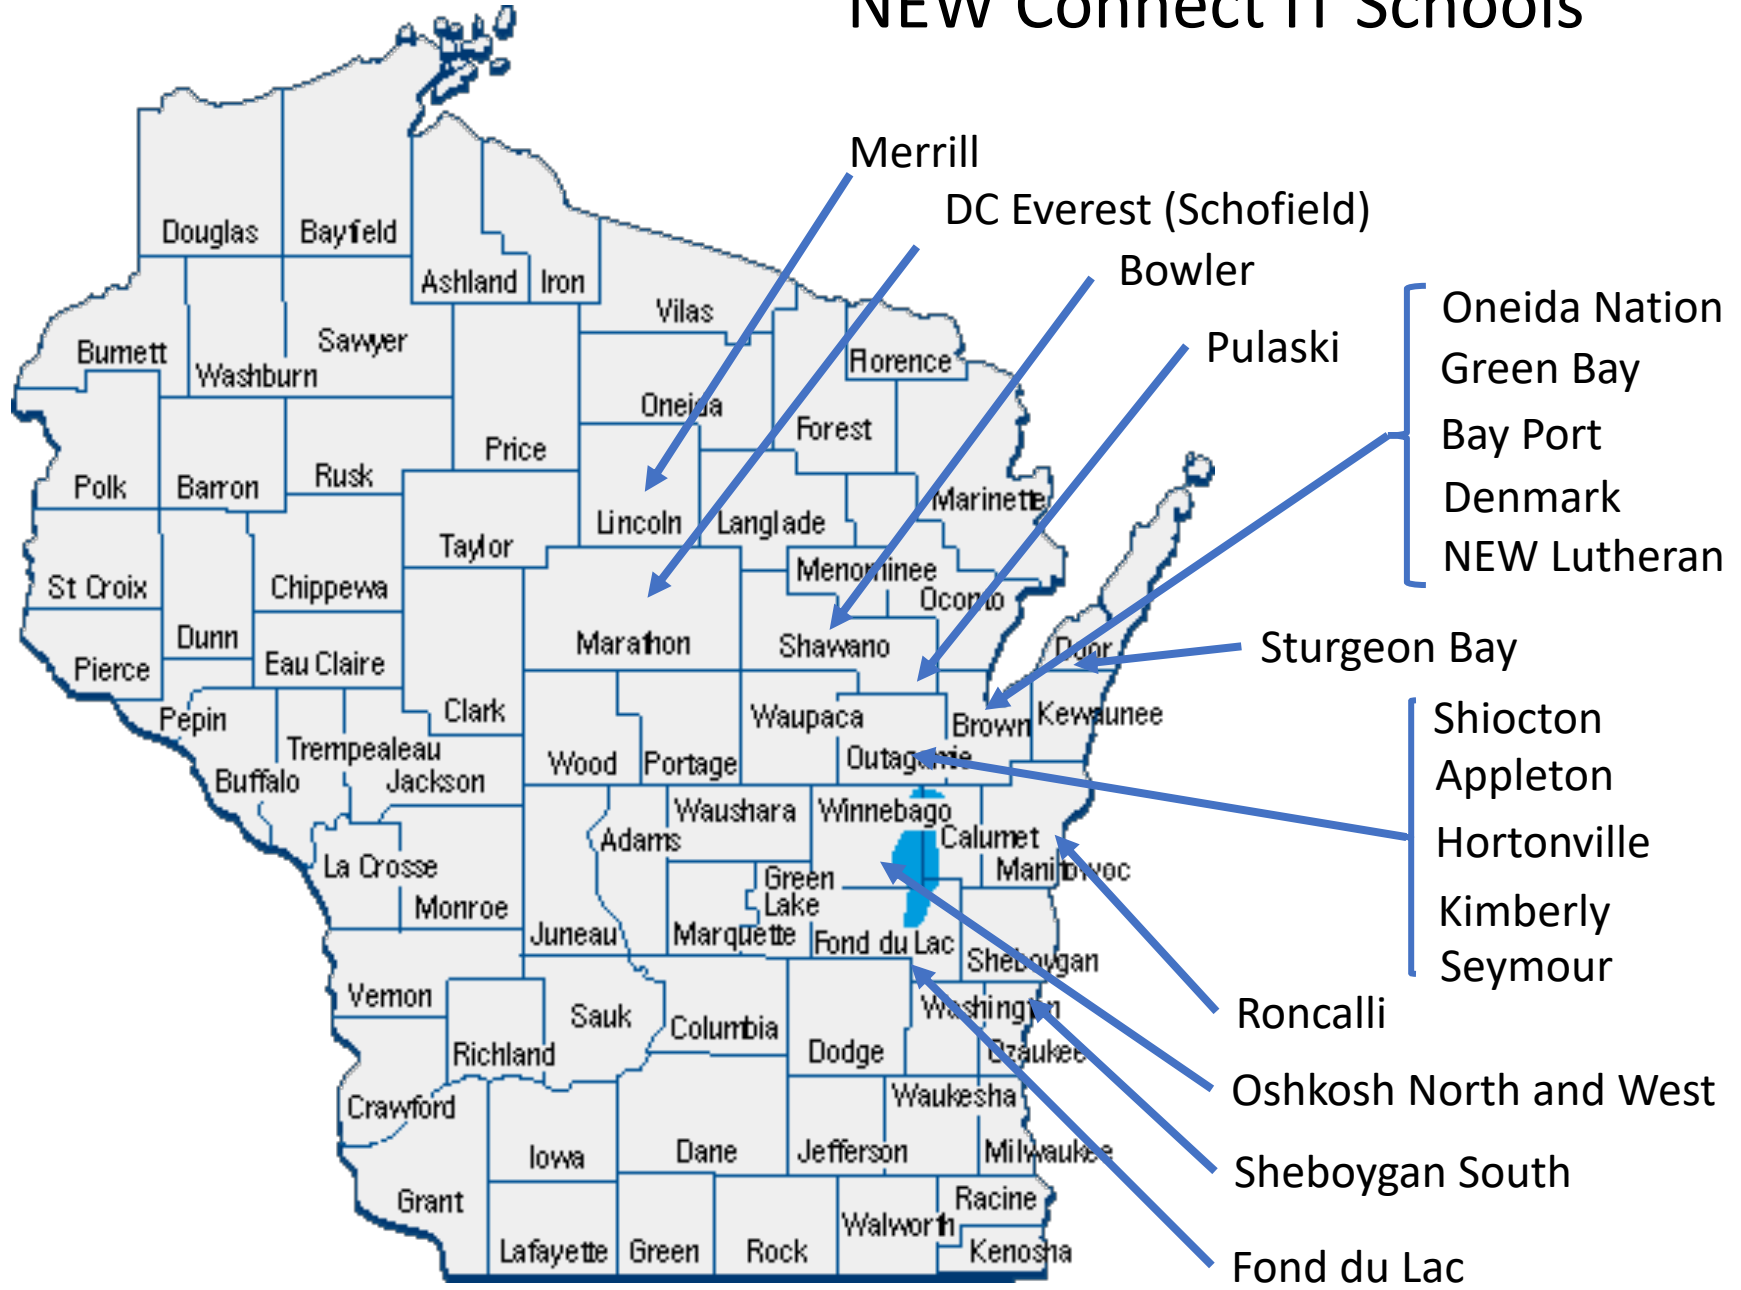 NEW Connect IT Schools
Merrill
DC Everest (Schofield)
Bowler
Pulaski
Oneida Nation
Green Bay
Bay Port
Denmark
NEW Lutheran
Sturgeon Bay
Shiocton
Appleton
Hortonville
Kimberly
Seymour
Roncalli
Oshkosh North and West
Sheboygan South
Fond du Lac
Douglas
Bayfield
Ashland
Iron
Vilas
Burnett
Washburn
Sawyer
Florence
Oneida
Forest
Price
Polk
Barron
Rusk
Marinette
Lincoln
Langlade
Taylor
St Croix
Chippewa
Menominee
Oconto
Dunn
Marathon
Shawano
Door
Pierce
Eau Claire
Clark
Pepin
Waupaca
Brown
Kewaunee
Trempealeau
Buffalo
Jackson
Wood
Portage
Outagamie
Waushara
Winnebago
Adams
Calumet
La Crosse
Manitowoc
Monroe
Green
Lake
Juneau
Marquette
Fond du Lac
Sheboygan
Vernon
Sauk
Columbia
Washington
Richland
Dodge
Ozaukee
Crawford
Waukesha
Iowa
Dane
Jefferson
Milwaukee
Grant
Racine
Walworth
Lafayette
Green
Rock
Kenosha